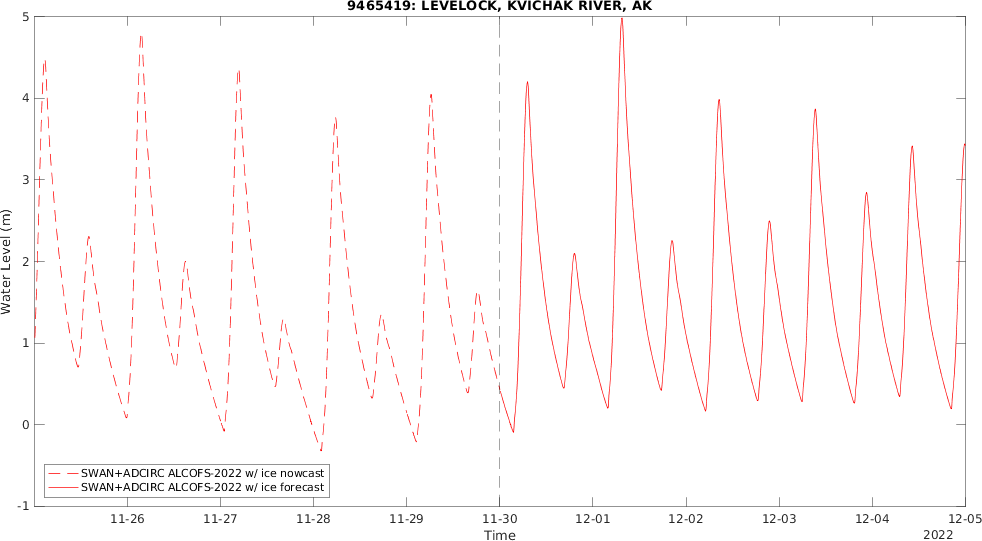 9465419: LEVELOCK, KVICHAK RIVER, AK
5
4
3
2
1
0
-1
Water Level (m)
SWAN+ADCIRC ALCOFS-2022 w/ ice nowcast
SWAN+ADCIRC ALCOFS-2022 w/ ice forecast
11-26 11-27 11-28 11-29 11-30 12-01 12-02 12-03 12-04 12-05
Time
2022